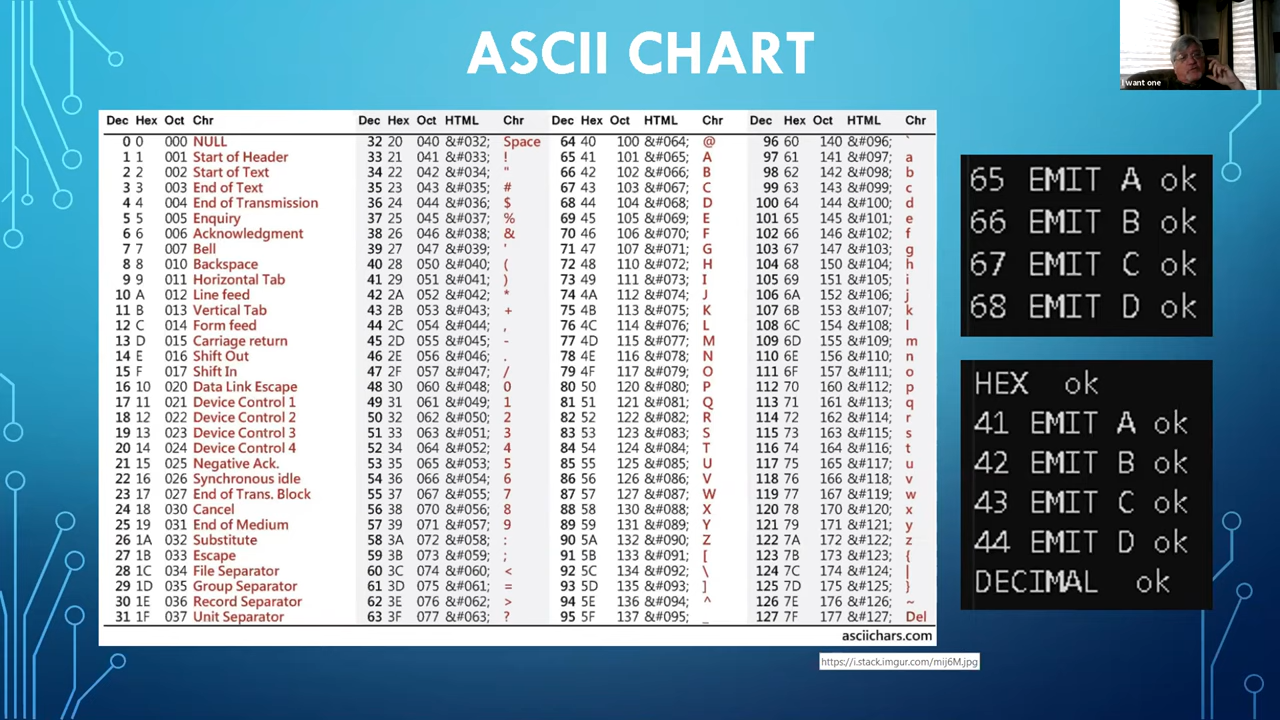 ASCII CHART
I want one
Dec Hex Oct Chr Dec Hex Oct HTML Chr Dec Hex Oct HTML Chr Dec Hex Oct HTML Chr
0 0 000 NULL 32 20 040 &#032; Space 64 40 100 &#064; @ 96 60 140 &#096; `
1 1 001 Start of Header 33 21 041 &#033; ! 65 41 101 &#065; A 97 61 141 &#097; a
2 2 002 Start of Text 34 22 042 &#034; " 66 42 102 &#066; B 98 62 142 &#098; b
3 3 003 End of Text 35 23 043 &#035; # 67 43 103 &#067; C 99 63 143 &#099; c
4 4 004 End of Transmission 36 24 044 &#036; $ 68 44 104 &#068; D 100 64 144 &#100; d
5 5 005 Enquiry 37 25 045 &#037; % 69 45 105 &#069; E 101 65 145 &#101; e
6 6 006 Acknowledgment 38 26 046 &#038; & 70 46 106 &#070; F 102 66 146 &#102; f
7 7 007 Bell 39 27 047 &#039; ' 71 47 107 &#071; G 103 67 147 &#103; g
8 8 010 Backspace 40 28 050 &#040; ( 72 48 110 &#072; H 104 68 150 &#104; h
9 9 011 Horizontal Tab 41 29 051 &#041; ) 73 49 111 &#073; I 105 69 151 &#105; i
10 A 012 Line feed 42 2A 052 &#042; * 74 4A 112 &#074; J 106 6A 152 &#106; j
11 B 013 Vertical Tab 43 2B 053 &#043; + 75 4B 113 &#075; K 107 6B 153 &#107; k
12 C 014 Form feed 44 2C 054 &#044; , 76 4C 114 &#076; L 108 6C 154 &#108; l
13 D 015 Carriage return 45 2D 055 &#045; - 77 4D 115 &#077; M 109 6D 155 &#109; m
14 E 016 Shift Out 46 2E 056 &#046; . 78 4E 116 &#078; N 110 6E 156 &#110; n
15 F 017 Shift In 47 2F 057 &#047; / 79 4F 117 &#079; O 111 6F 157 &#111; o
16 10 020 Data Link Escape 48 30 060 &#048; 0 80 50 120 &#080; P 112 70 160 &#112; p
17 11 021 Device Control 1 49 31 061 &#049; 1 81 51 121 &#081; Q 113 71 161 &#113; q
18 12 022 Device Control 2 50 32 062 &#050; 2 82 52 122 &#082; R 114 72 162 &#114; r
19 13 023 Device Control 3 51 33 063 &#051; 3 83 53 123 &#083; S 115 73 163 &#115; s
20 14 024 Device Control 4 52 34 064 &#052; 4 84 54 124 &#084; T 116 74 164 &#116; t
21 15 025 Negative Ack. 53 35 065 &#053; 5 85 55 125 &#085; U 117 75 165 &#117; u
22 16 026 Synchronous idle 54 36 066 &#054; 6 86 56 126 &#086; V 118 76 166 &#118; v
23 17 027 End of Trans. Block 55 37 067 &#055; 7 87 57 127 &#087; W 119 77 167 &#119; w
24 18 030 Cancel 56 38 070 &#056; 8 88 58 130 &#088; X 120 78 170 &#120; x
25 19 031 End of Medium 57 39 071 &#057; 9 89 59 131 &#089; Y 121 79 171 &#121; y
26 1A 032 Substitute 58 3A 072 &#058; : 90 5A 132 &#090; Z 122 7A 172 &#122; z
27 1B 033 Escape 59 3B 073 &#059; ; 91 5B 133 &#091; [ 123 7B 173 &#123; {
28 1C 034 File Separator 60 3C 074 &#060; < 92 5C 134 &#092; \ 124 7C 174 &#124; |
29 1D 035 Group Separator 61 3D 075 &#061; = 93 5D 135 &#093; ] 125 7D 175 &#125; }
30 1E 036 Record Separator 62 3E 076 &#062; > 94 5E 136 &#094; ^ 126 7E 176 &#126; ~
31 1F 037 Unit Separator 63 3F 077 &#063; ? 95 5F 137 &#095; _ 127 7F 177 &#127; Del
asciichars.com
https://i.stack.imgur.com/mij6M.jpg
65 EMIT A ok
66 EMIT B ok
67 EMIT C ok
68 EMIT D ok
HEX ok
41 EMIT A ok
42 EMIT B ok
43 EMIT C ok
44 EMIT D ok
DECIMAL ok